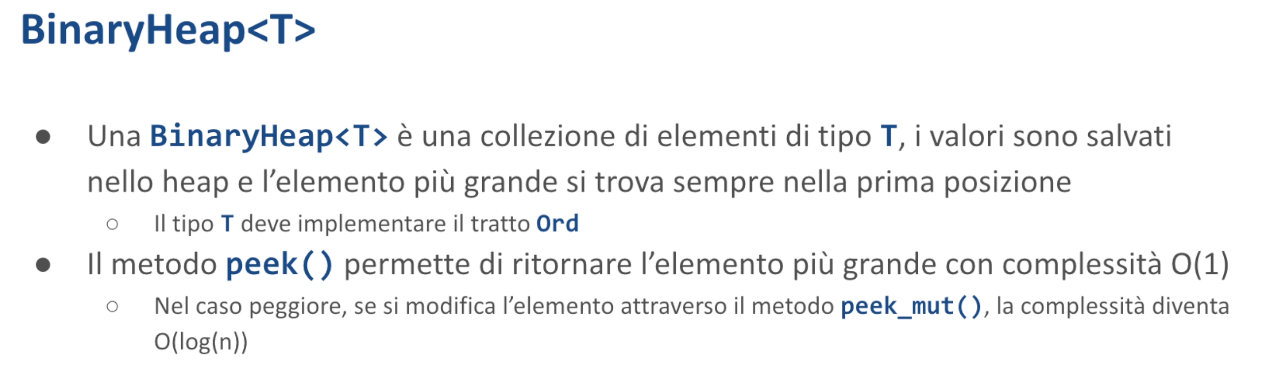 BinaryHeap<T>
● Una BinaryHeap<T> è una collezione di elementi di tipo T, i valori sono salvati
nello heap e l’elemento più grande si trova sempre nella prima posizione
○ Il tipo T deve implementare il tratto Ord
● Il metodo peek() permette di ritornare l’elemento più grande con complessità O(1)
○ Nel caso peggiore, se si modifica l’elemento attraverso il metodo peek_mut(), la complessità diventa
O(log(n))